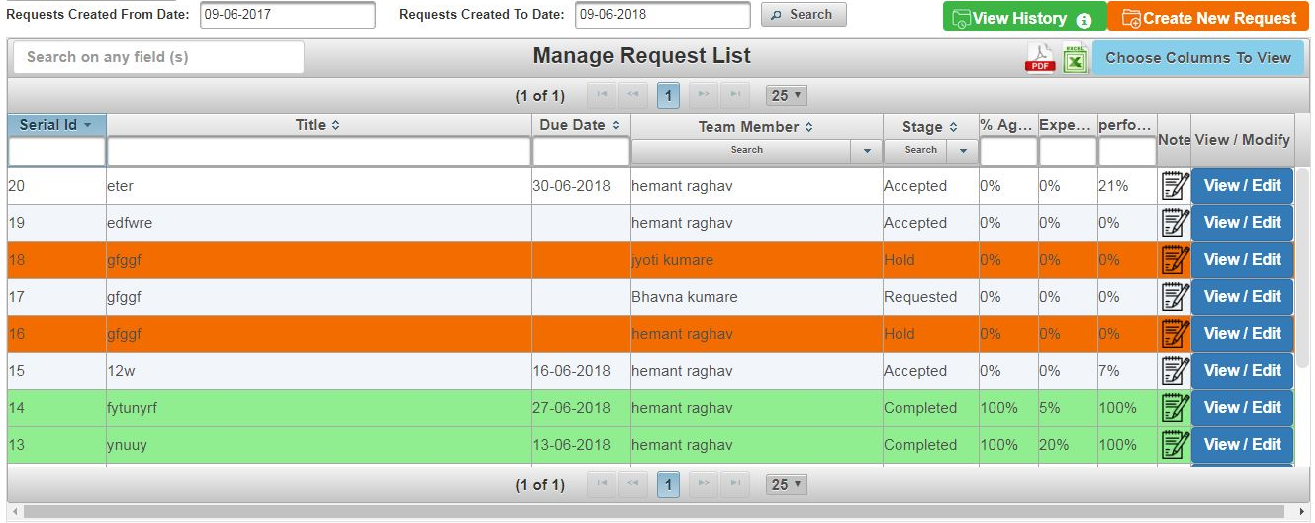 Requests Created From Date: 09-06-2017 Requests Created To Date: 09-06-2018 Search View History Create New Request
Search on any field (s) Manage Request List PDF EXCEL Choose Columns To View
(1 of 1) 1 25
Serial Id Title Due Date Team Member Stage % Ag... Expe... perfo... Note View / Modify
Search Search
20 eter 30-06-2018 hemant raghav Accepted 0% 0% 21% View / Edit
19 edfwre hemant raghav Accepted 0% 0% 0% View / Edit
18 gfggf jyoti kumare Hold 0% 0% 0% View / Edit
17 gfggf Bhavna kumare Requested 0% 0% 0% View / Edit
16 gfggf hemant raghav Hold 0% 0% 0% View / Edit
15 12w 16-06-2018 hemant raghav Accepted 0% 0% 7% View / Edit
14 fytunyrf 27-06-2018 hemant raghav Completed 100% 5% 100% View / Edit
13 ynuuy 13-06-2018 hemant raghav Completed 100% 20% 100% View / Edit
(1 of 1) 1 25